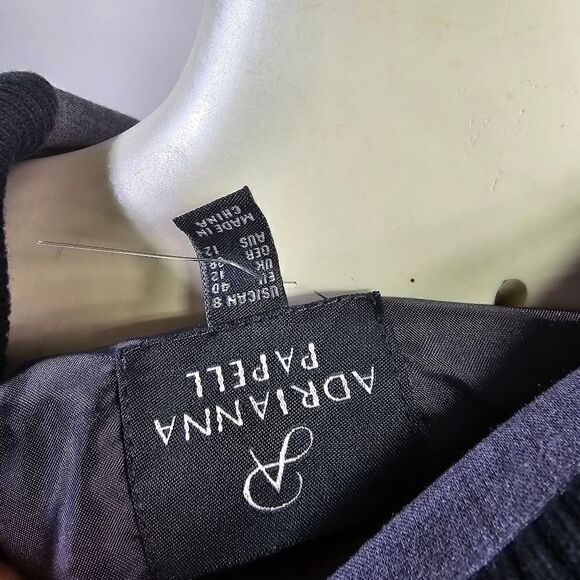 ADRIANNA
PAPELL
US/CAN 8
EU 40
UK 12
GER 38
AUS 12
MADE IN
CHINA